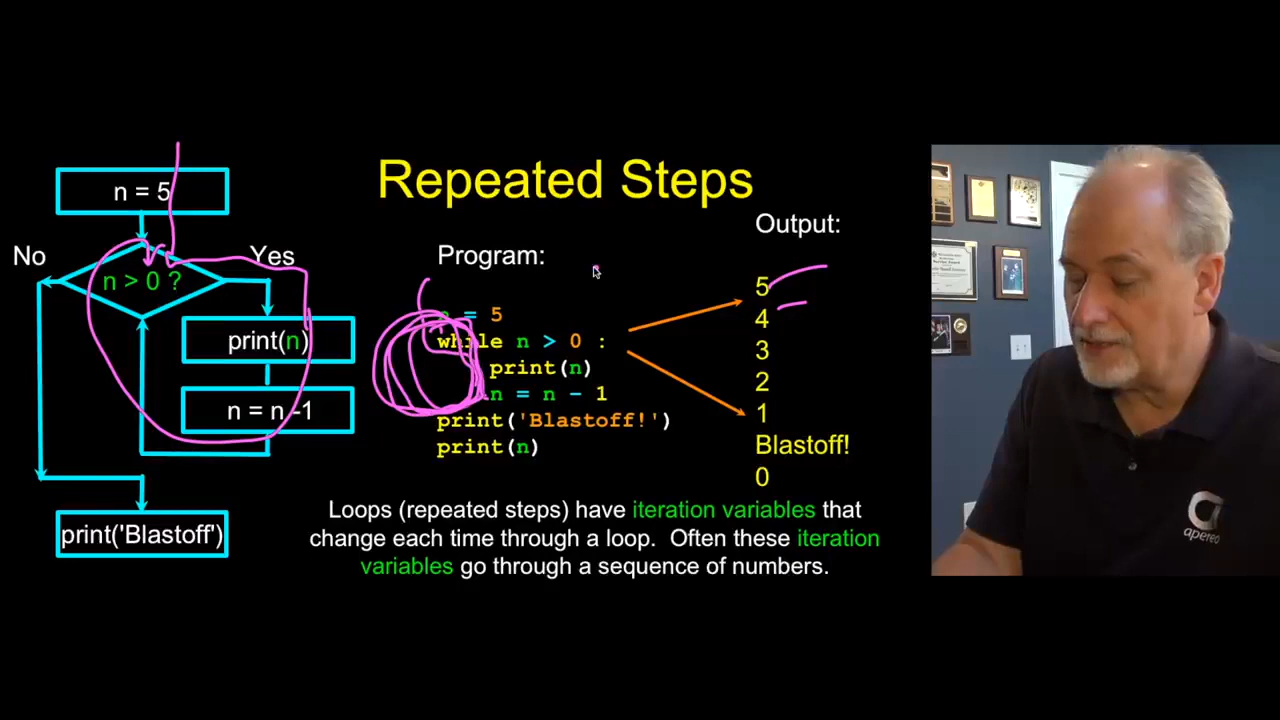 Repeated Steps
n = 5
No
Yes
n > 0 ?
print(n)
n = n -1
print('Blastoff')
Program:
n = 5
while n > 0 :
print(n)
n = n - 1
print('Blastoff!')
print(n)
Output:
5
4
3
2
1
Blastoff!
0
Loops (repeated steps) have iteration variables that
change each time through a loop. Often these iteration
variables go through a sequence of numbers.
apereo